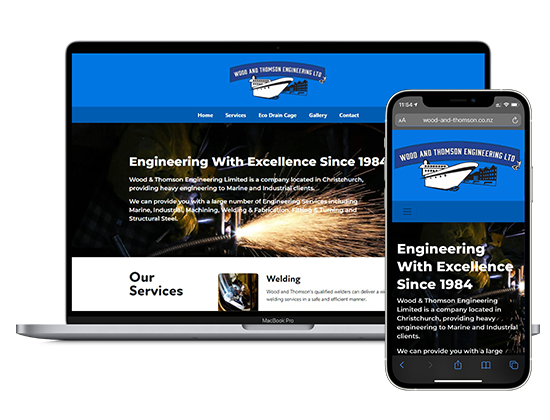 WOOD AND THOMSON ENGINEERING LTD
Home Services Eco Drain Cage Gallery Contact
Engineering With Excellence Since 1984
Wood & Thomson Engineering Limited is a company located in Christchurch,
providing heavy engineering to Marine and Industrial clients.
We can provide you with a large number of Engineering Services including
Marine, Industrial, Machining, Welding & Fabrication, Fitting & Turning and
Structural Steel.
Our
Services
Welding
Wood and Thomson's qualified welders can deliver a w
welding services in a safe and efficient manner.
MacBook Pro
11:54
AA wood-and-thomson.co.nz
WOOD AND THOMSON ENGINEERING LTD
Engineering
With Excellence
Since 1984
Wood & Thomson Engineering
Limited is a company located in
Christchurch, providing heavy
engineering to Marine and Industrial
clients.
We can provide you with a large